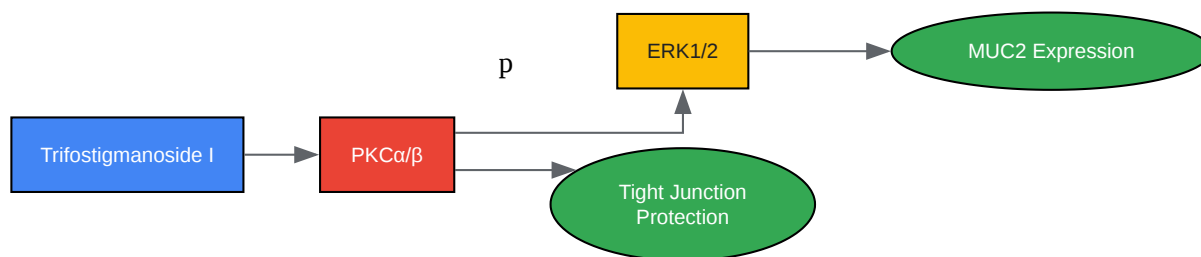 ERK1/2
MUC2 Expression
p
Trifostigmanoside I
PKCα/β
Tight Junction
Protection